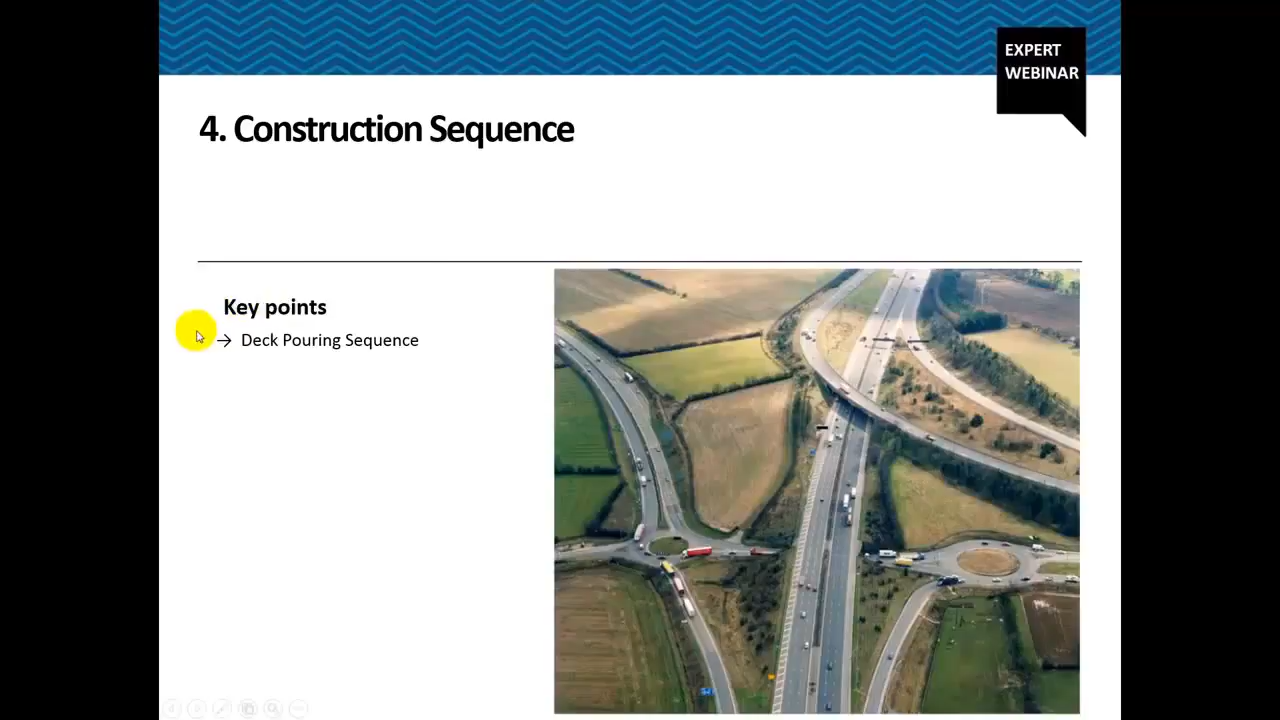 EXPERT
WEBINAR
4. Construction Sequence
Key points
→ Deck Pouring Sequence